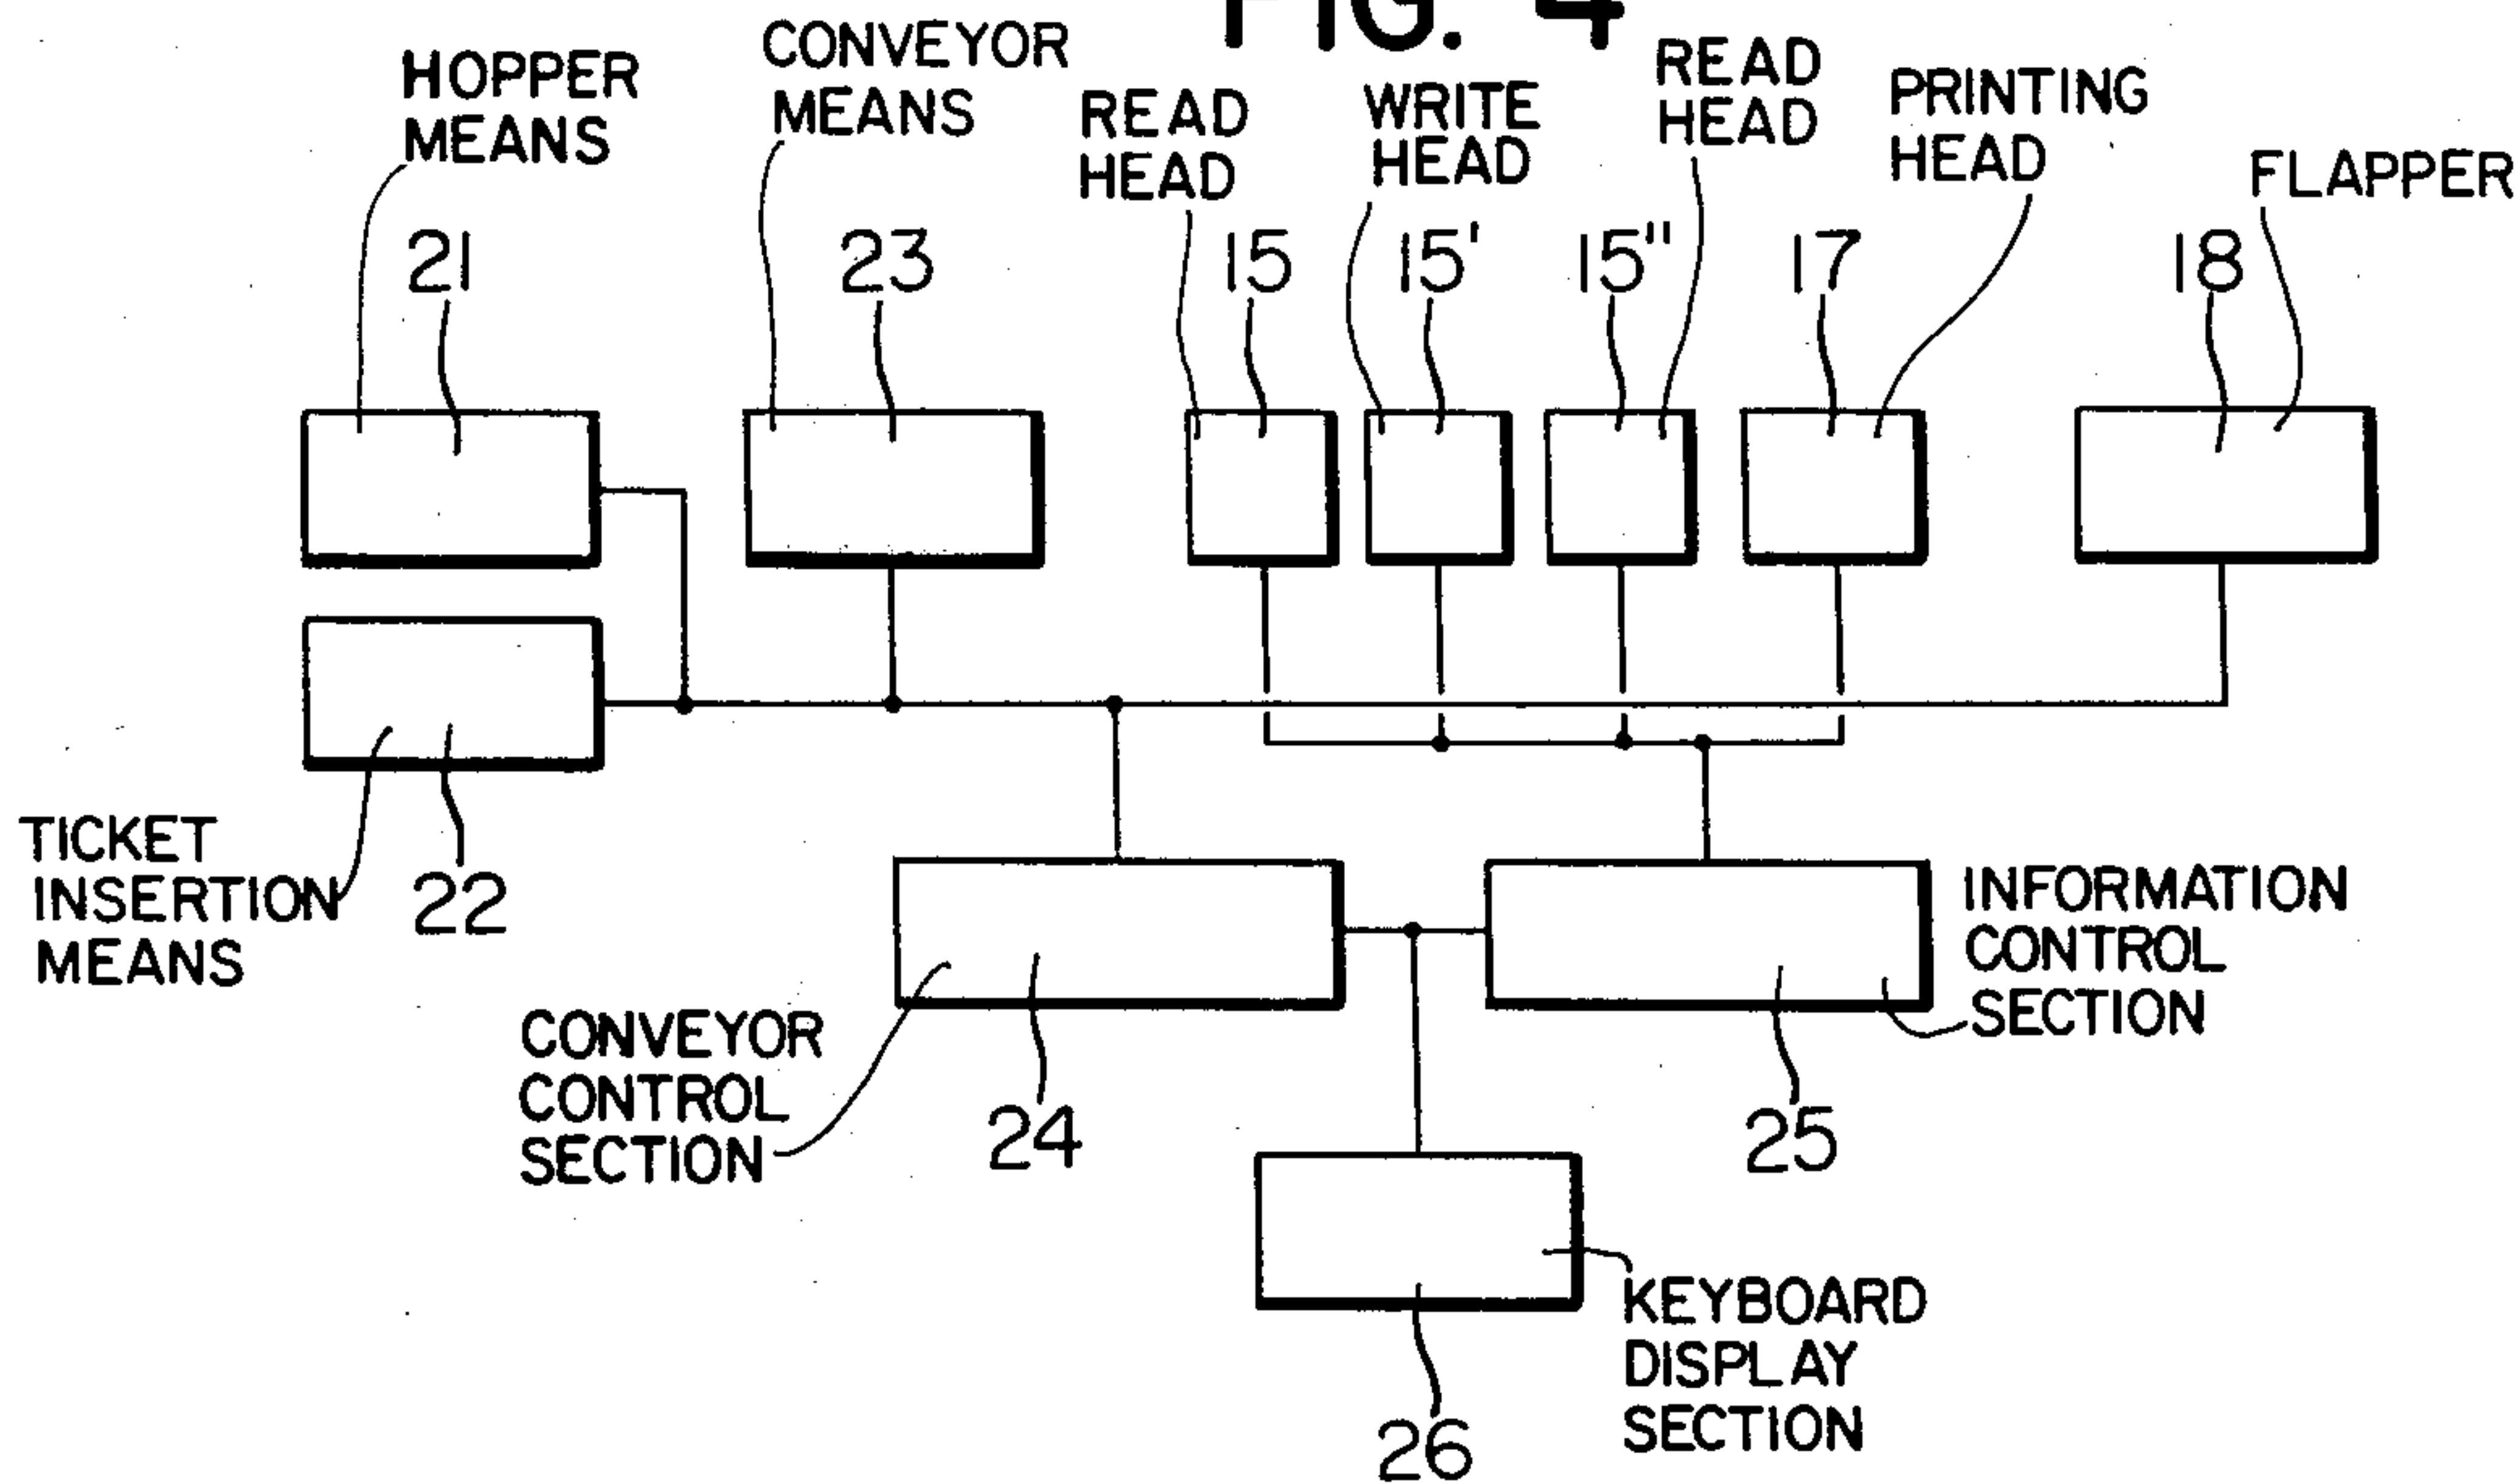 FIG. 4
HOPPER
MEANS
CONVEYOR
MEANS
READ
HEAD
WRITE
HEAD
READ
HEAD
PRINTING
HEAD
FLAPPER
21
23
15
15'
15"
17
18
TICKET
INSERTION
MEANS
22
CONVEYOR
CONTROL
SECTION
24
INFORMATION
CONTROL
SECTION
25
KEYBOARD
DISPLAY
SECTION
26